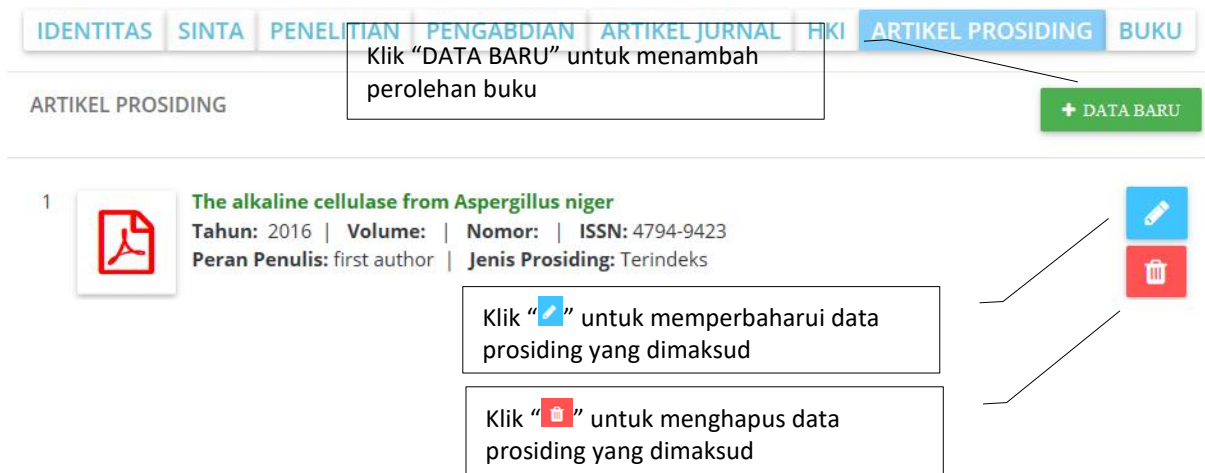 IDENTITAS SINTA PENELITIAN PENGABDIAN ARTIKEL JURNAL HKI ARTIKEL PROSIDING BUKU
Klik “DATA BARU” untuk menambah
perolehan buku
ARTIKEL PROSIDING
+ DATA BARU
1
The alkaline cellulase from Aspergillus niger
Tahun: 2016 | Volume: | Nomor: | ISSN: 4794-9423
Peran Penulis: first author | Jenis Prosiding: Terindeks
Klik “ ” untuk memperbaharui data
prosiding yang dimaksud
Klik “ ” untuk menghapus data
prosiding yang dimaksud